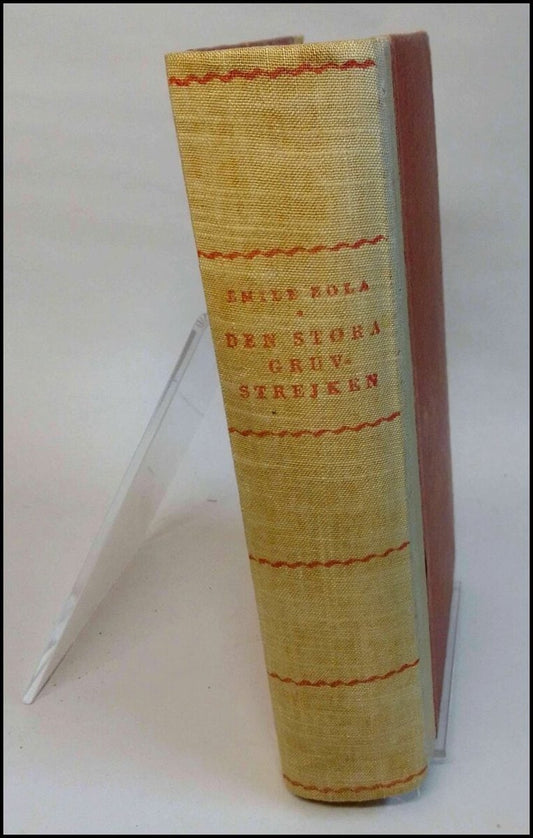 EMILE ZOLA
DEN STORA
GRUV-
STREJKEN